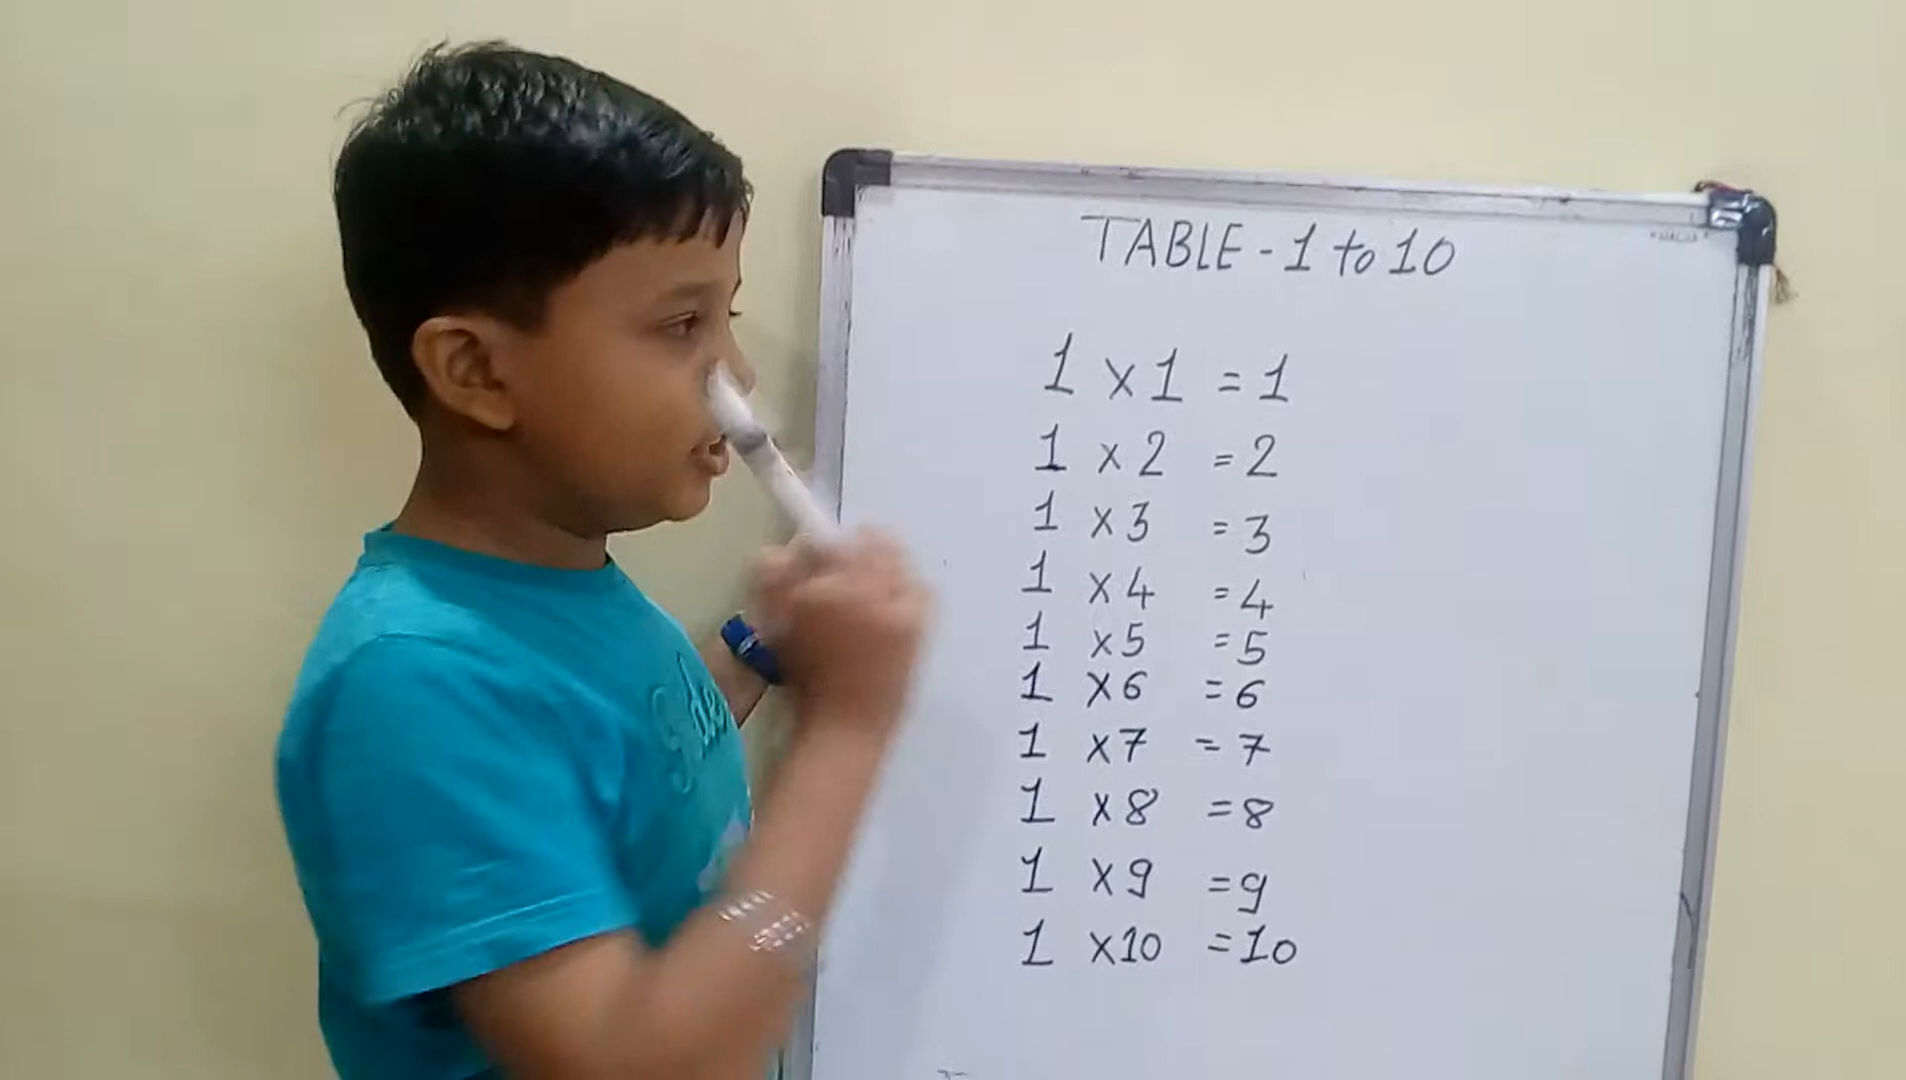 TABLE - 1 to 10
1 x 1 = 1
1 x 2 = 2
1 x 3 = 3
1 x 4 = 4
1 x 5 = 5
1 x 6 = 6
1 x 7 = 7
1 x 8 = 8
1 x 9 = 9
1 x 10 = 10